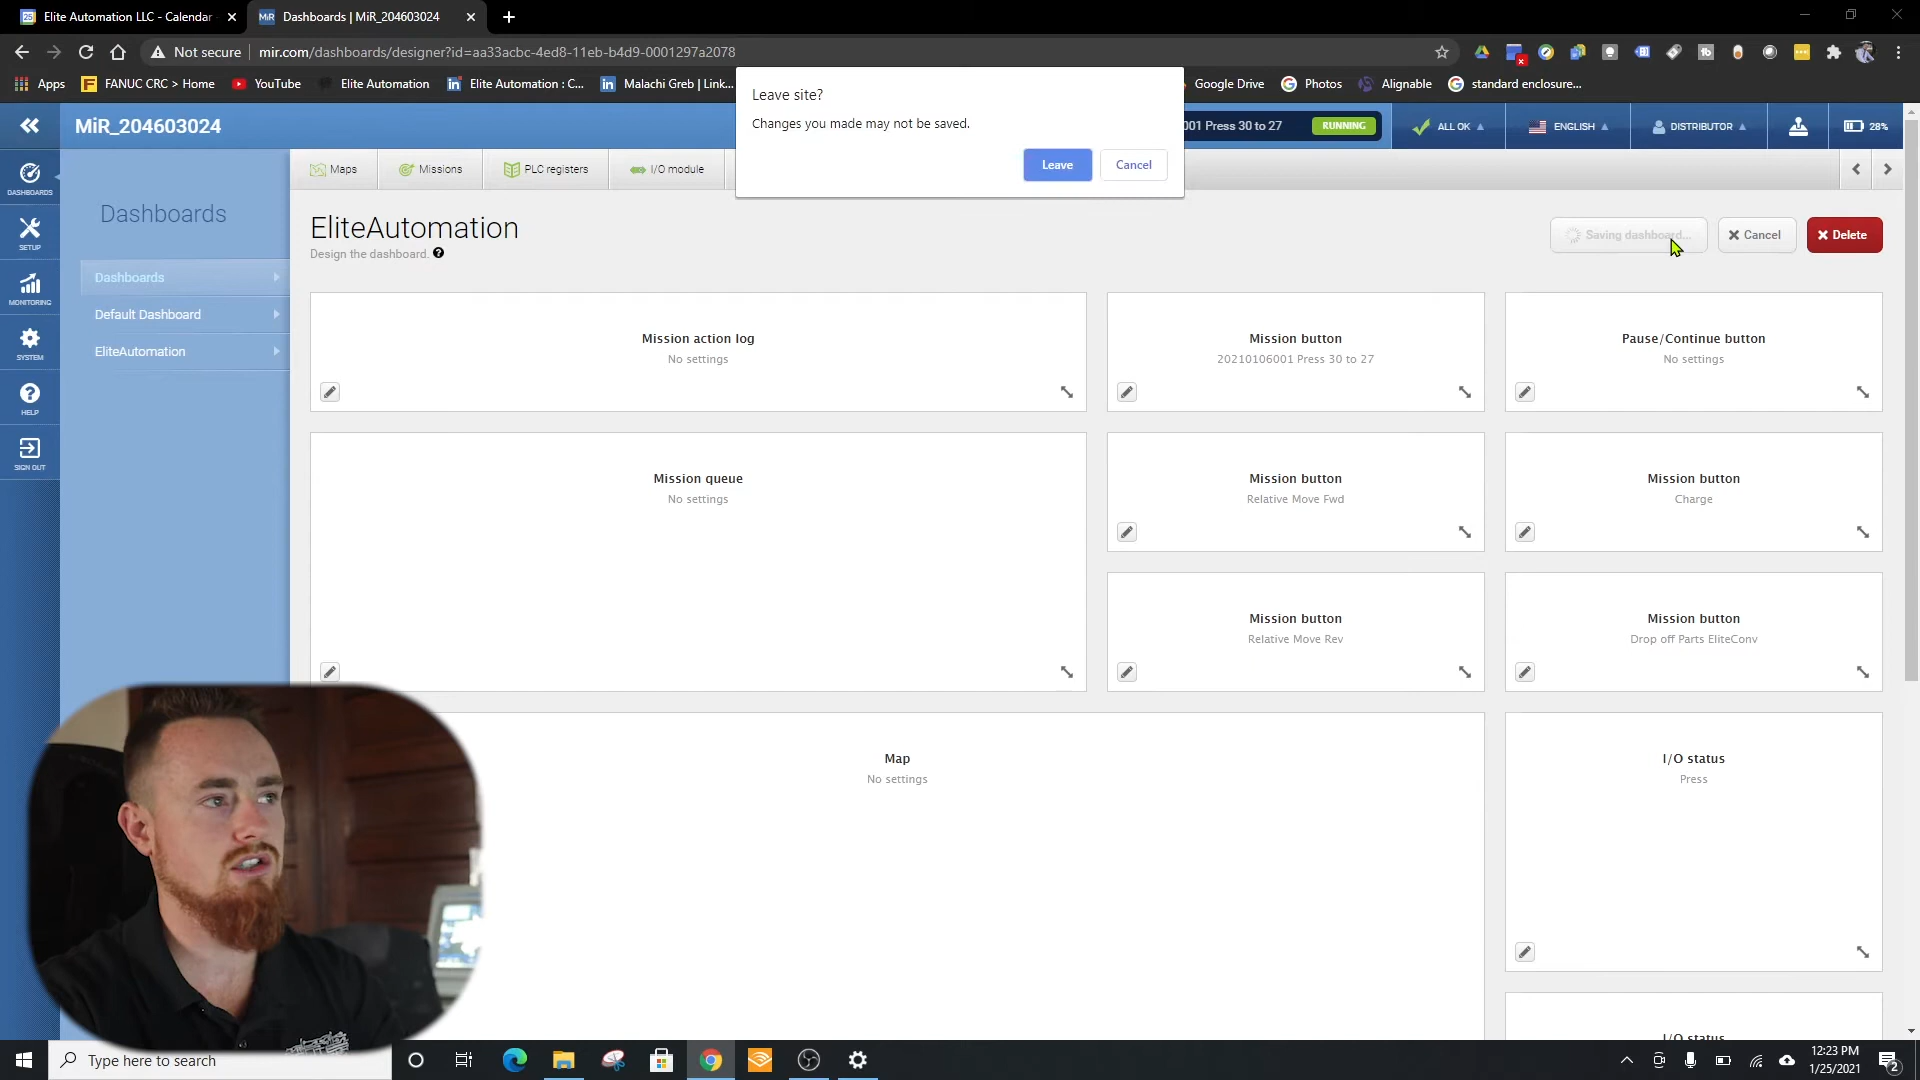 Elite Automation LLC - Calendar
Dashboards | MiR_204603024
Not secure
mir.com/dashboards/designer?id=aa33acbc-4ed8-11eb-b4d9-0001297a2078
Apps
FANUC CRC > Home
YouTube
Elite Automation
Elite Automation : C...
Malachi Greb | Link...
Google Drive
Photos
Alignable
standard enclosure...
Leave site?
Changes you made may not be saved.
Leave
Cancel
MiR_204603024
001 Press 30 to 27
RUNNING
ALL OK
ENGLISH
DISTRIBUTOR
28%
DASHBOARDS
SETUP
MONITORING
SYSTEM
HELP
SIGN OUT
Dashboards
Dashboards
Default Dashboard
EliteAutomation
Maps
Missions
PLC registers
I/O module
EliteAutomation
Design the dashboard.
Saving dashboard...
Cancel
Delete
Mission action log
No settings
Mission button
20210106001 Press 30 to 27
Pause/Continue button
No settings
Mission queue
No settings
Mission button
Relative Move Fwd
Mission button
Charge
Mission button
Relative Move Rev
Mission button
Drop off Parts EliteConv
Map
No settings
I/O status
Press
I/O status
Type here to search
12:23 PM
1/25/2021
2